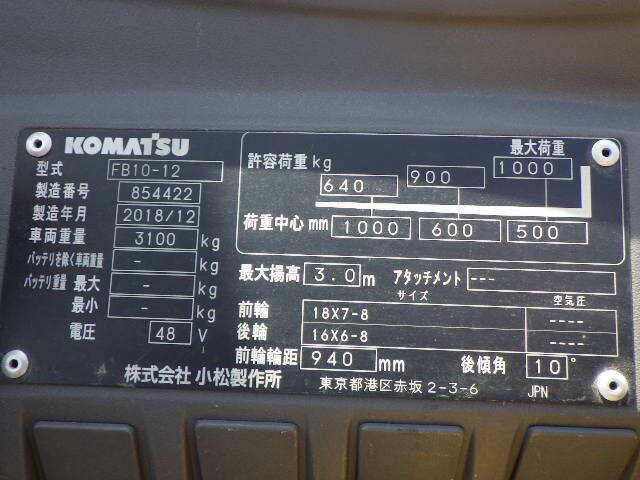 KOMATSU
型式 FB10-12
製造番号 854422
製造年月 2018/12
車両重量 3100 kg
バッテリを除く車両重量 - kg
バッテリ重量 最大 - kg
最小 - kg
電圧 48 V
最大荷重
許容荷重 kg 640 900 1000
荷重中心 mm 1000 600 500
最大揚高 3.0 m アタッチメント ---
サイズ 空気圧
前輪 18X7-8 ----
後輪 16X6-8 ----
前輪輪距 940 mm 後傾角 10°
株式会社 小松製作所 東京都港区赤坂 2-3-6 JPN